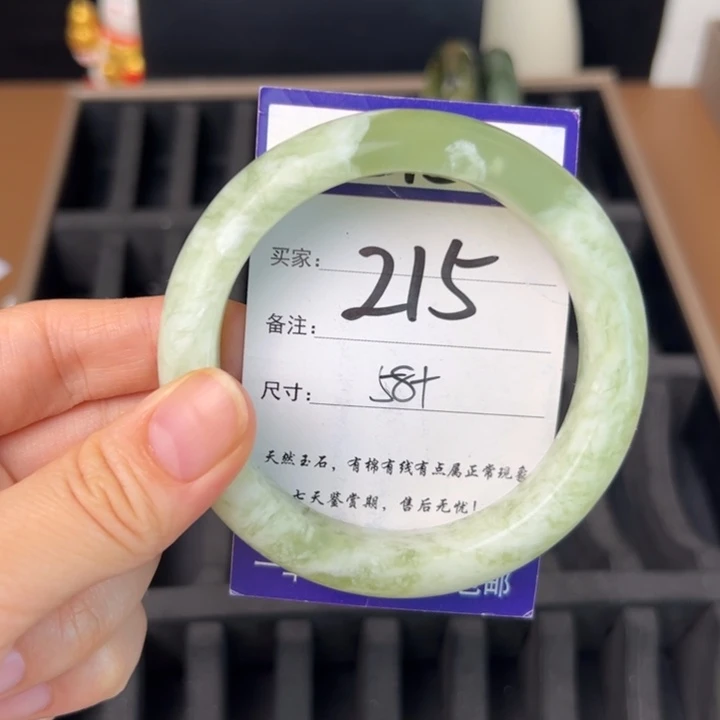 买家: 215
备注:
尺寸: 58+
天然玉石，有棉有线有点属正常现象
七天鉴赏期，售后无忧!